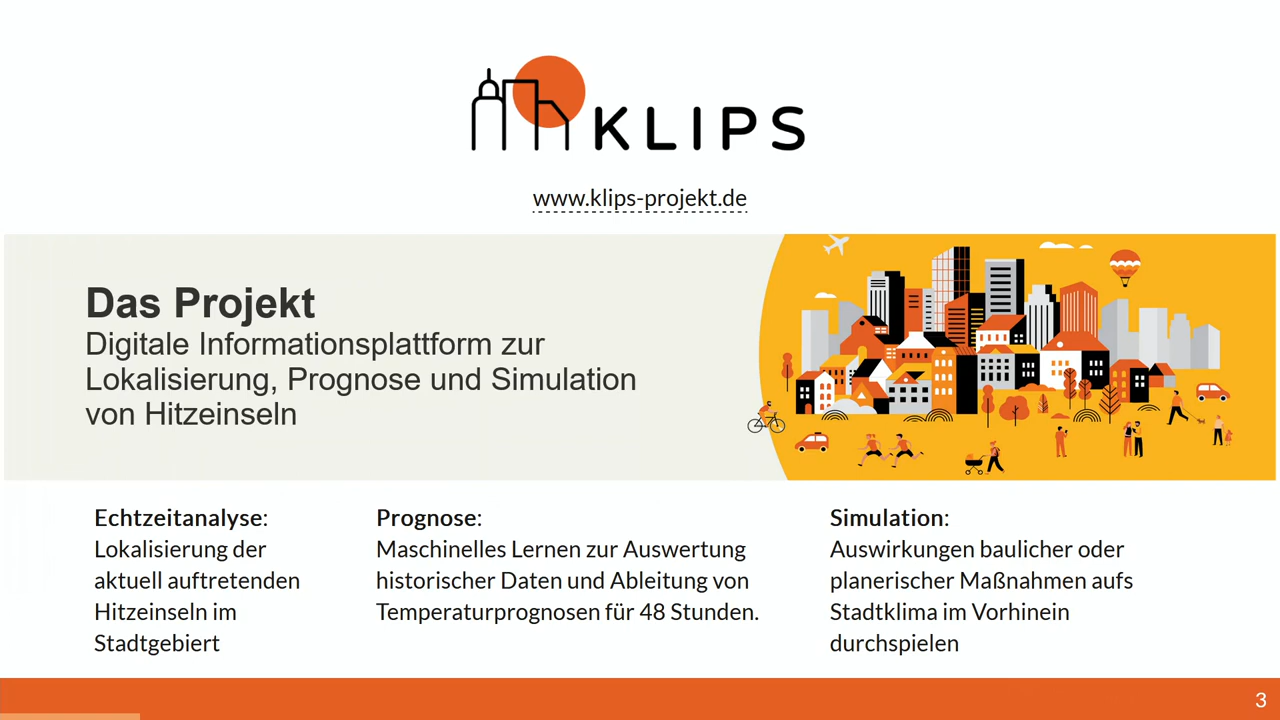 KLIPS
www.klips-projekt.de
Das Projekt
Digitale Informationsplattform zur
Lokalisierung, Prognose und Simulation
von Hitzeinseln
Echtzeitanalyse:
Lokalisierung der
aktuell auftretenden
Hitzeinseln im
Stadtgebiert
Prognose:
Maschinelles Lernen zur Auswertung
historischer Daten und Ableitung von
Temperaturprognosen für 48 Stunden.
Simulation:
Auswirkungen baulicher oder
planerischer Maßnahmen aufs
Stadtklima im Vorhinein
durchspielen
3